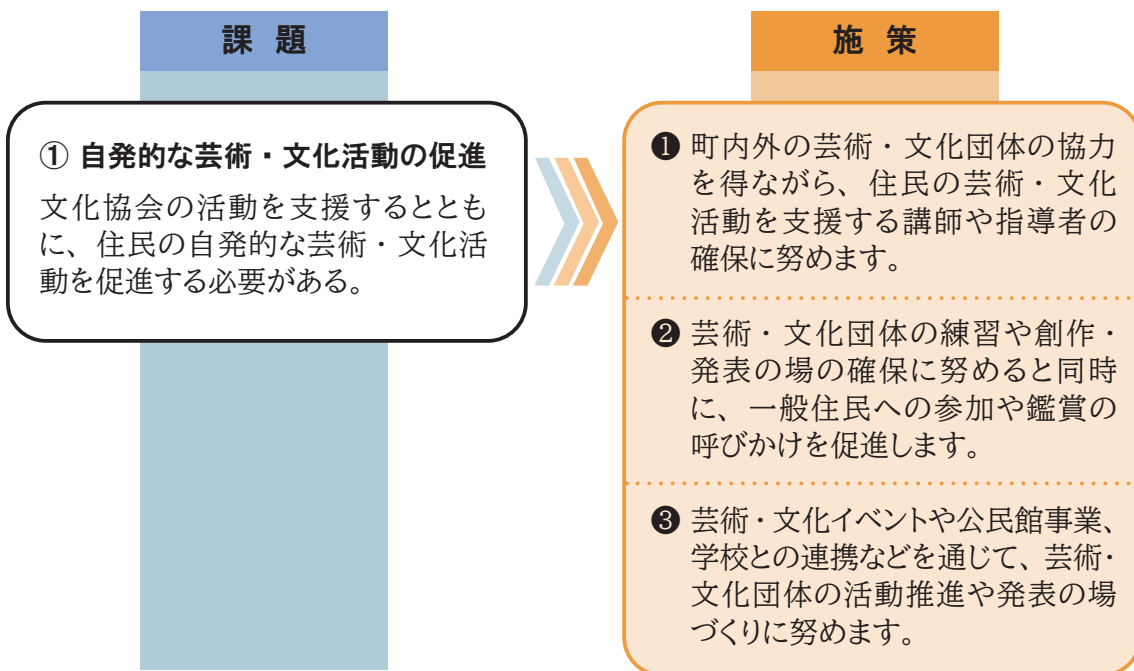 課題
① 自発的な芸術・文化活動の促進
文化協会の活動を支援するととも
に、住民の自発的な芸術・文化活
動を促進する必要がある。
施策
❶ 町内外の芸術・文化団体の協力
を得ながら、住民の芸術・文化
活動を支援する講師や指導者の
確保に努めます。
❷ 芸術・文化団体の練習や創作・
発表の場の確保に努めると同時
に、一般住民への参加や鑑賞の
呼びかけを促進します。
❸ 芸術・文化イベントや公民館事業、
学校との連携などを通じて、芸術・
文化団体の活動推進や発表の場
づくりに努めます。